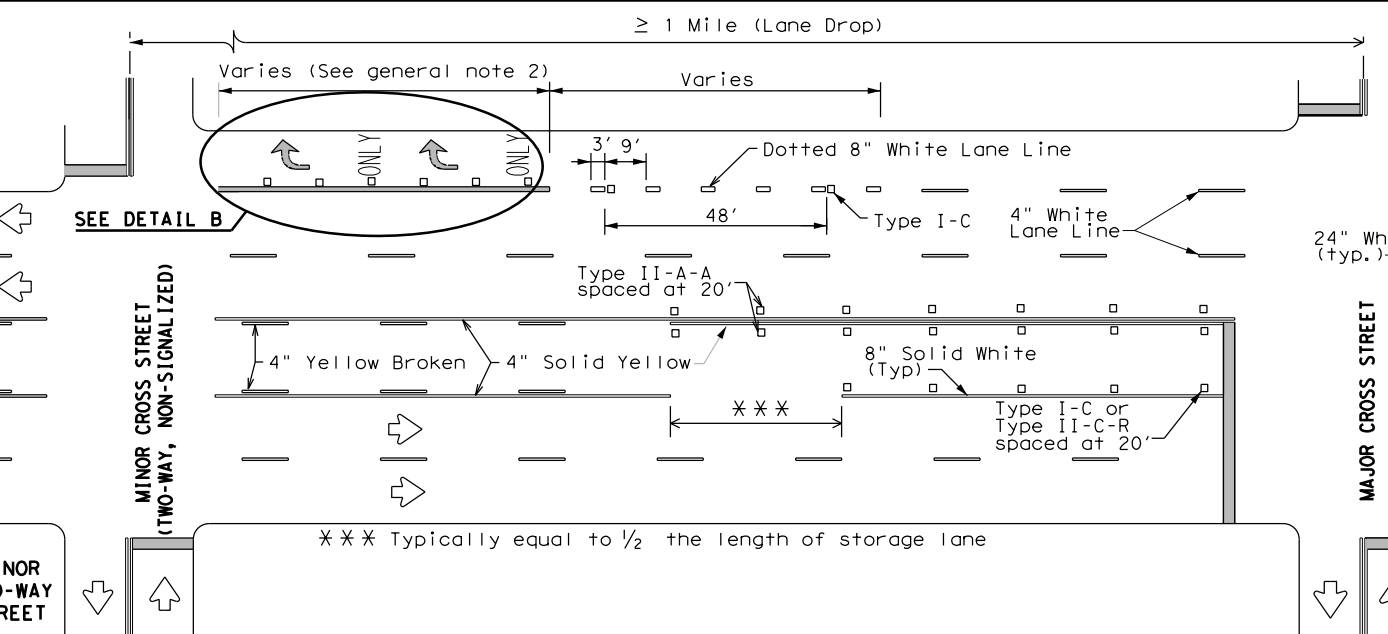 ≥ 1 Mile (Lane Drop)
Varies (See general note 2)
Varies
ONLY
ONLY
3' 9'
Dotted 8" White Lane Line
SEE DETAIL B
48'
Type I-C
4" White
Lane Line
24" Wh
(typ.)
Type II-A-A
spaced at 20'
MINOR CROSS STREET
(TWO-WAY, NON-SIGNALIZED)
4" Yellow Broken
4" Solid Yellow
8" Solid White
(Typ)
***
Type I-C or
Type II-C-R
spaced at 20'
MAJOR CROSS STREET
*** Typically equal to ½ the length of storage lane
NOR
O-WAY
REET